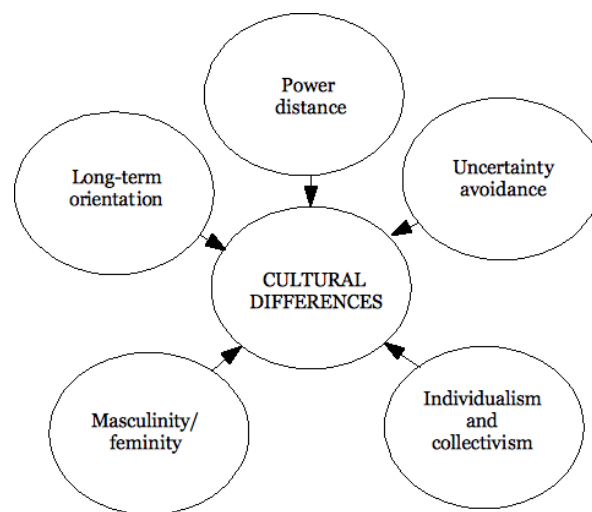 Power
distance
Long-term
orientation
Uncertainty
avoidance
CULTURAL
DIFFERENCES
Masculinity/
feminity
Individualism
and
collectivism